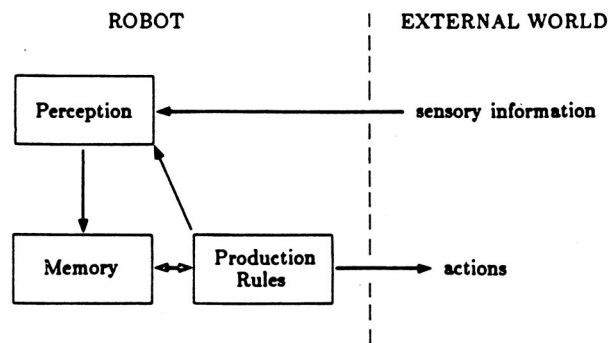 ROBOT
EXTERNAL WORLD
Perception
sensory information
Memory
Production
Rules
actions